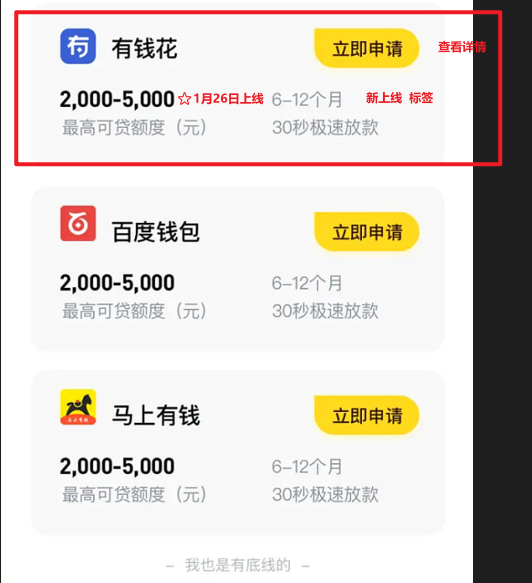 有 有钱花 立即申请 查看详情
2,000-5,000 ☆1月26日上线 6-12个月 新上线 标签
最高可贷额度（元） 30秒极速放款
百度钱包 立即申请
2,000-5,000 6-12个月
最高可贷额度（元） 30秒极速放款
马上有钱 立即申请
2,000-5,000 6-12个月
最高可贷额度（元） 30秒极速放款
– 我也是有底线的 –